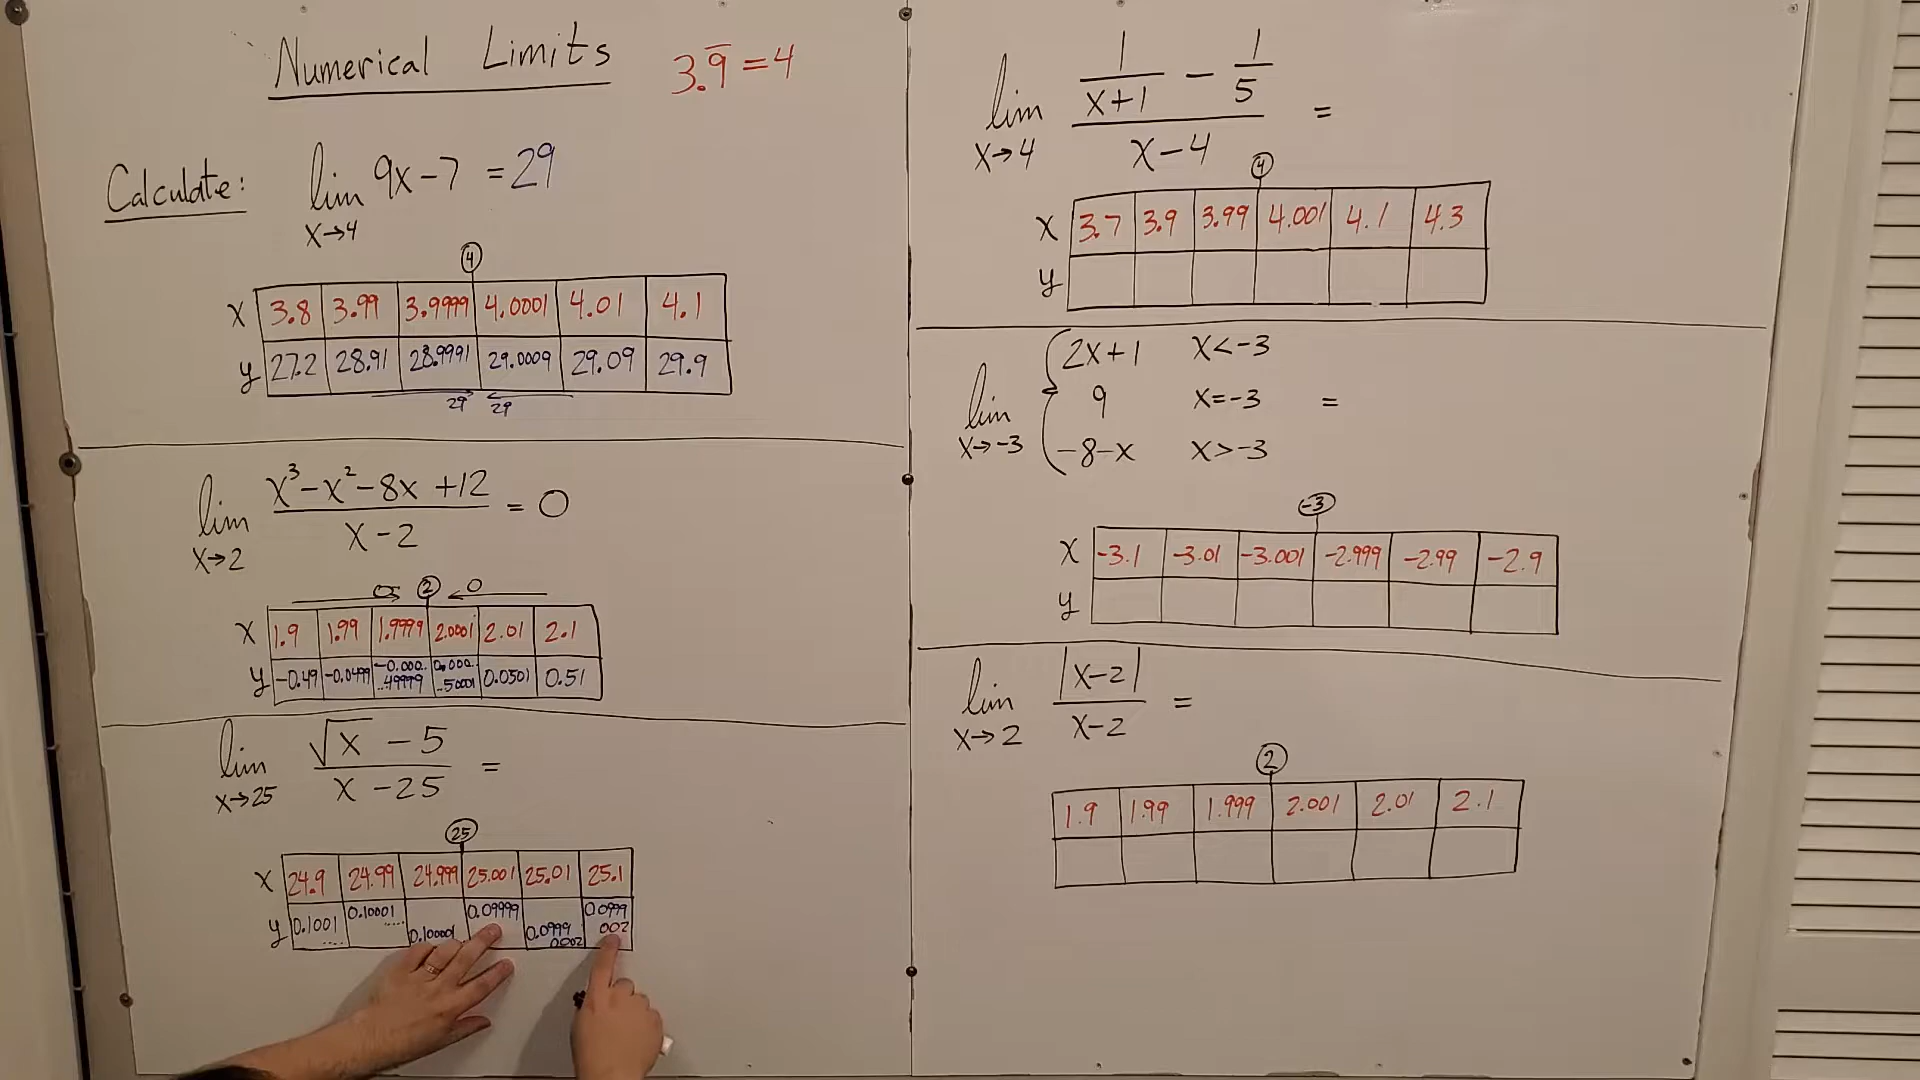 Numerical Limits
3.9̅ = 4
Calculate: lim x→4 9x-7 = 29
4
x 3.8 3.99 3.9999 4.0001 4.01 4.1
y 27.2 28.91 28.9991 29.0009 29.09 29.9
29 29
lim x→2 (x³-x²-8x+12)/(x-2) = 0
0 2 0
x 1.9 1.99 1.9999 2.0001 2.01 2.1
y -0.49 -0.0499 -0.000...49999 0.000...50001 0.0501 0.51
lim x→25 (√x - 5)/(x-25) =
25
x 24.9 24.99 24.999 25.001 25.01 25.1
y 0.1001.... 0.10001.... 0.100001.. 0.09999 0.09990002 0.0999002
lim x→4 (1/(x+1) - 1/5)/(x-4) =
4
x 3.7 3.9 3.99 4.001 4.1 4.3
y
lim x→-3 { 2x+1 x<-3
9 x=-3 =
-8-x x>-3
-3
x -3.1 -3.01 -3.001 -2.999 -2.99 -2.9
y
lim x→2 |x-2|/(x-2) =
2
1.9 1.99 1.999 2.001 2.01 2.1